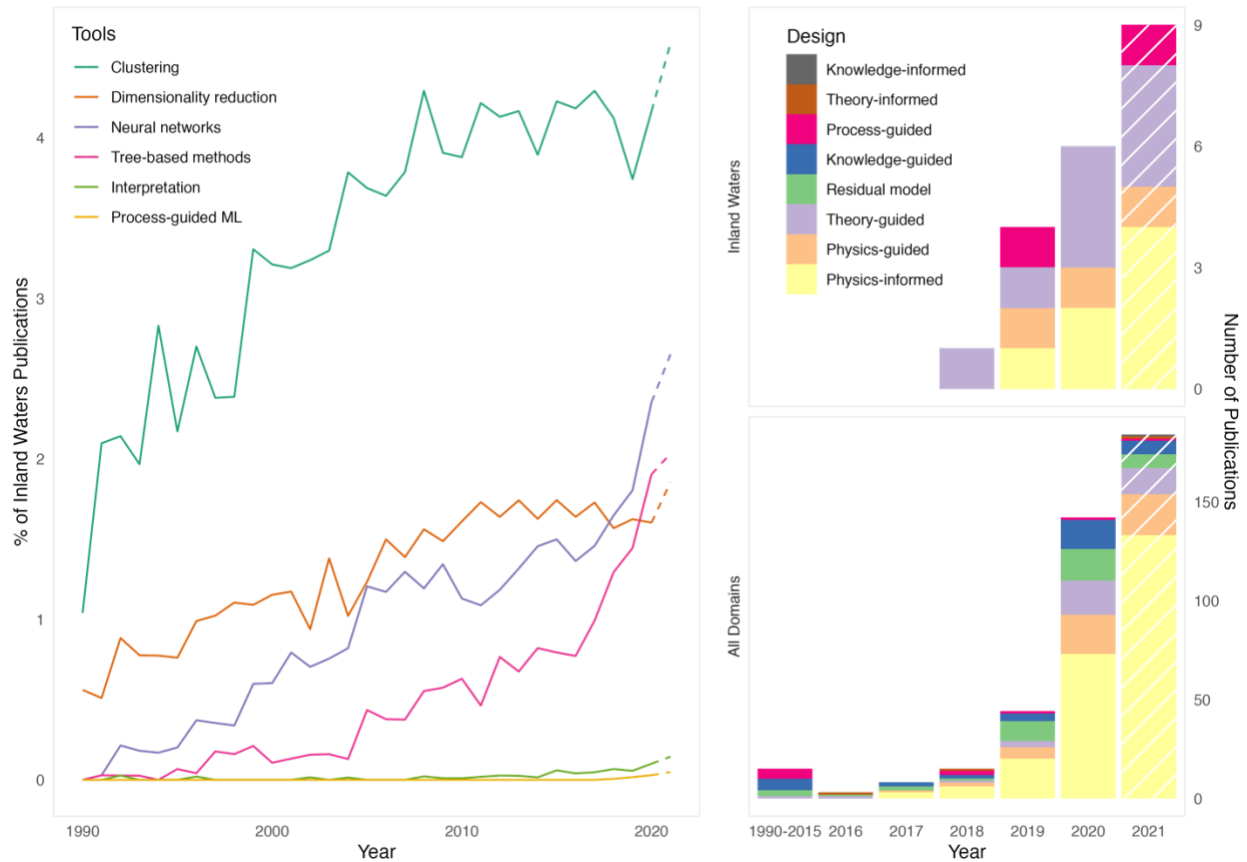 Tools
Clustering
Dimensionality reduction
Neural networks
Tree-based methods
Interpretation
Process-guided ML
% of Inland Waters Publications
4
3
2
1
0
1990
2000
2010
2020
Year
Design
Knowledge-informed
Theory-informed
Process-guided
Knowledge-guided
Residual model
Theory-guided
Physics-guided
Physics-informed
Inland Waters
9
6
3
0
Number of Publications
All Domains
150
100
50
0
1990-2015
2016
2017
2018
2019
2020
2021
Year